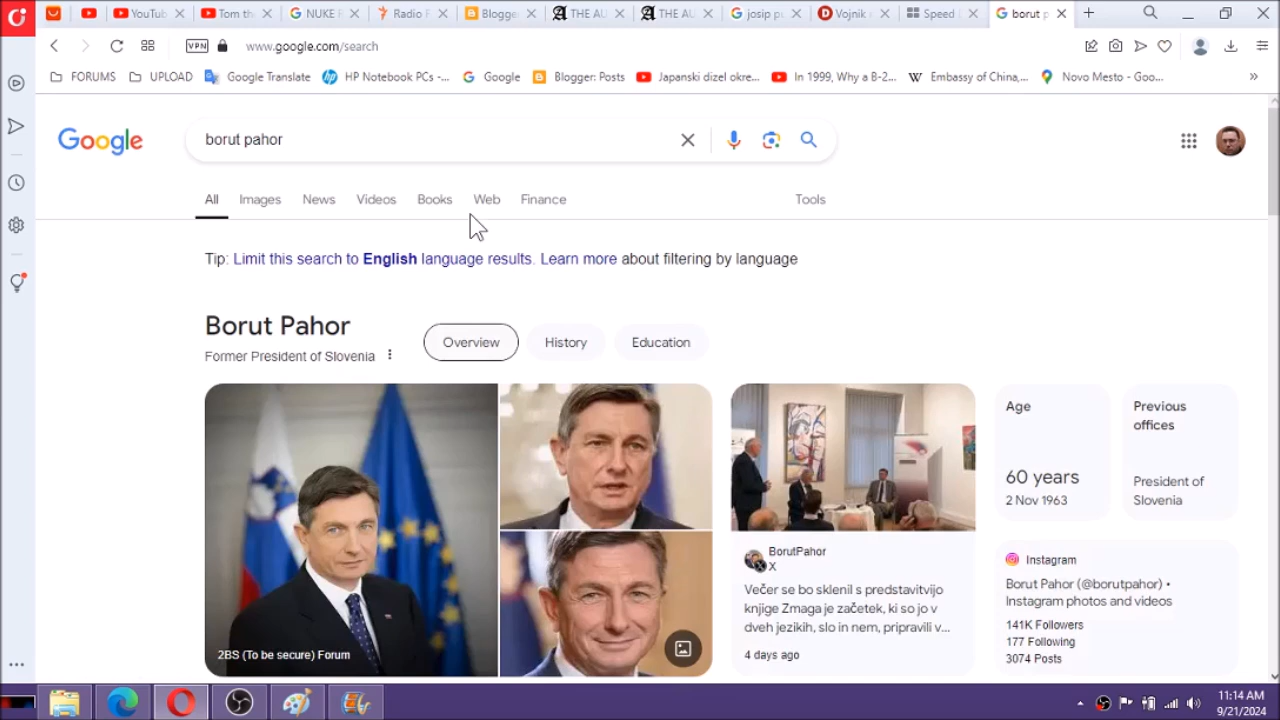 YouTub
Tom th
NUKE F
Radio F
Blogge
THE AU
THE AU
josip pu
Vojnik
Speed
borut p
VPN
www.google.com/search
FORUMS
UPLOAD
Google Translate
HP Notebook PCs -...
Google
Blogger: Posts
Japanski dizel okre...
In 1999, Why a B-2...
Embassy of China,...
Novo Mesto - Goo...
Google
borut pahor
All
Images
News
Videos
Books
Web
Finance
Tools
Tip: Limit this search to English language results. Learn more about filtering by language
Borut Pahor
Former President of Slovenia
Overview
History
Education
2BS (To be secure) Forum
BorutPahor
X
Večer se bo sklenil s predstavitvijo
knjige Zmaga je začetek, ki so jo v
dveh jezikih, slo in nem, pripravili v...
4 days ago
Age
60 years
2 Nov 1963
Previous
offices
President of
Slovenia
Instagram
Borut Pahor (@borutpahor) •
Instagram photos and videos
141K Followers
177 Following
3074 Posts
11:14 AM
9/21/2024